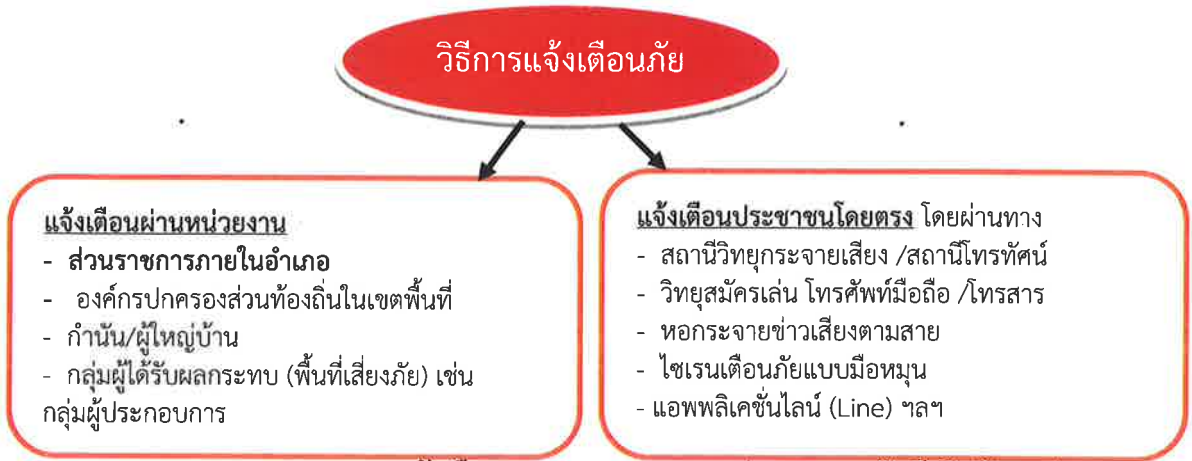 วิธีการแจ้งเตือนภัย
แจ้งเตือนผ่านหน่วยงาน
- ส่วนราชการภายในอำเภอ
- องค์กรปกครองส่วนท้องถิ่นในเขตพื้นที่
- กำนัน/ผู้ใหญ่บ้าน
- กลุ่มผู้ได้รับผลกระทบ (พื้นที่เสี่ยงภัย) เช่น
กลุ่มผู้ประกอบการ
แจ้งเตือนประชาชนโดยตรง โดยผ่านทาง
- สถานีวิทยุกระจายเสียง /สถานีโทรทัศน์
- วิทยุสมัครเล่น โทรศัพท์มือถือ /โทรสาร
- หอกระจายข่าวเสียงตามสาย
- ไซเรนเตือนภัยแบบมือหมุน
- แอพพลิเคชั่นไลน์ (Line) ฯลฯ